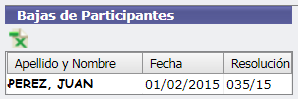 Bajas de Participantes
Apellido y Nombre Fecha Resolución
PEREZ, JUAN 01/02/2015 035/15